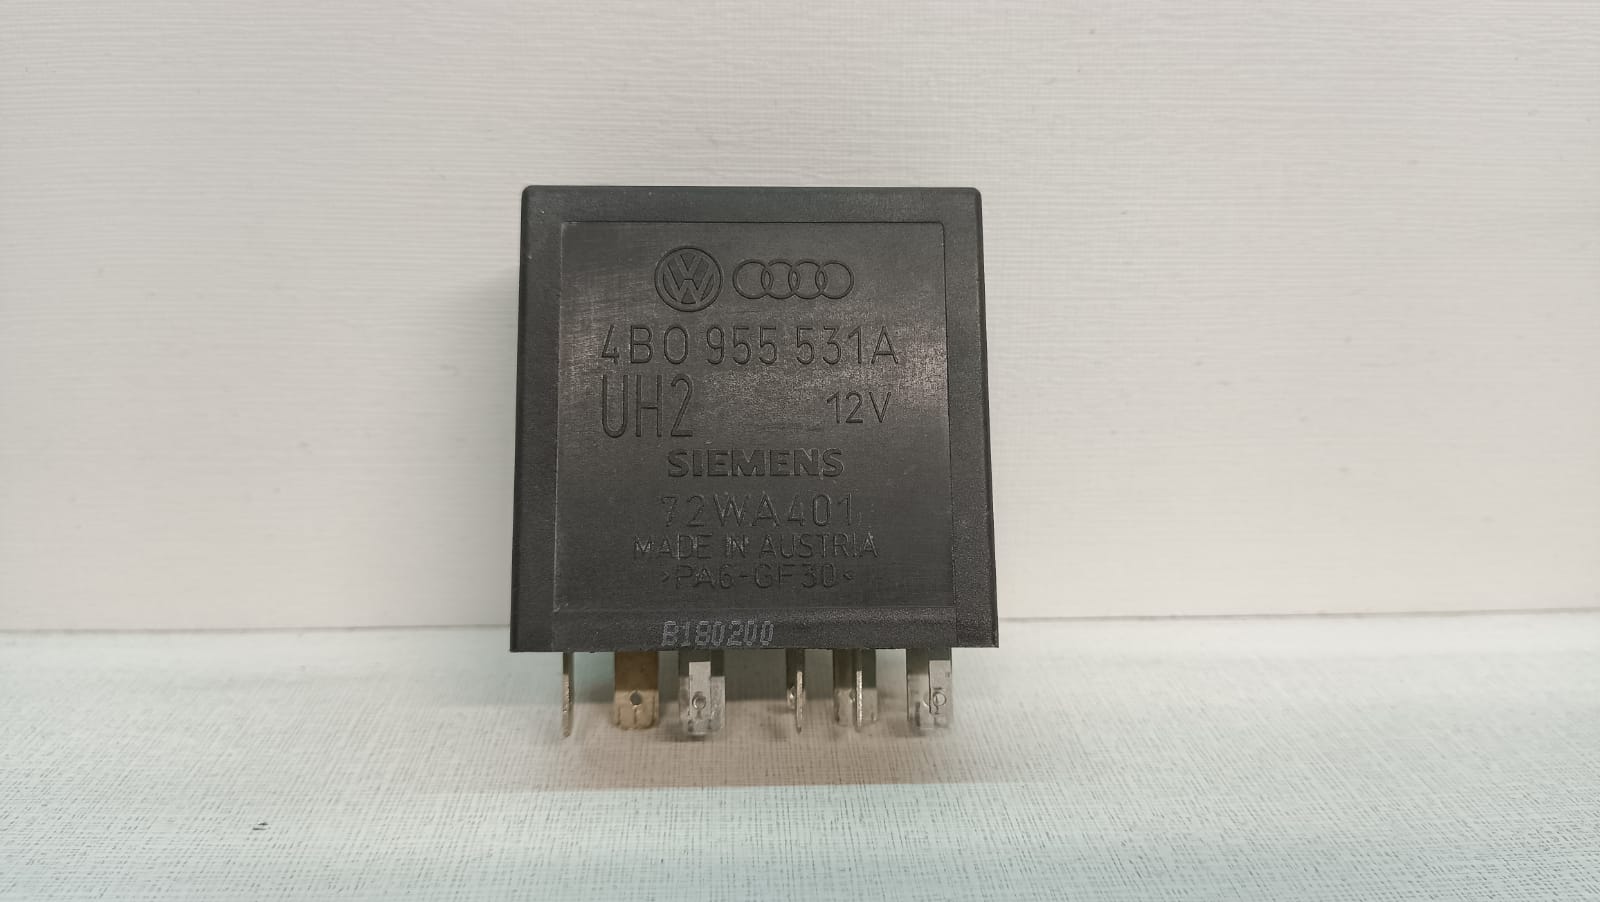 4B0 955 531A
UH2 12V
SIEMENS
72WA401
MADE IN AUSTRIA
>PA6-GF30<
B180200